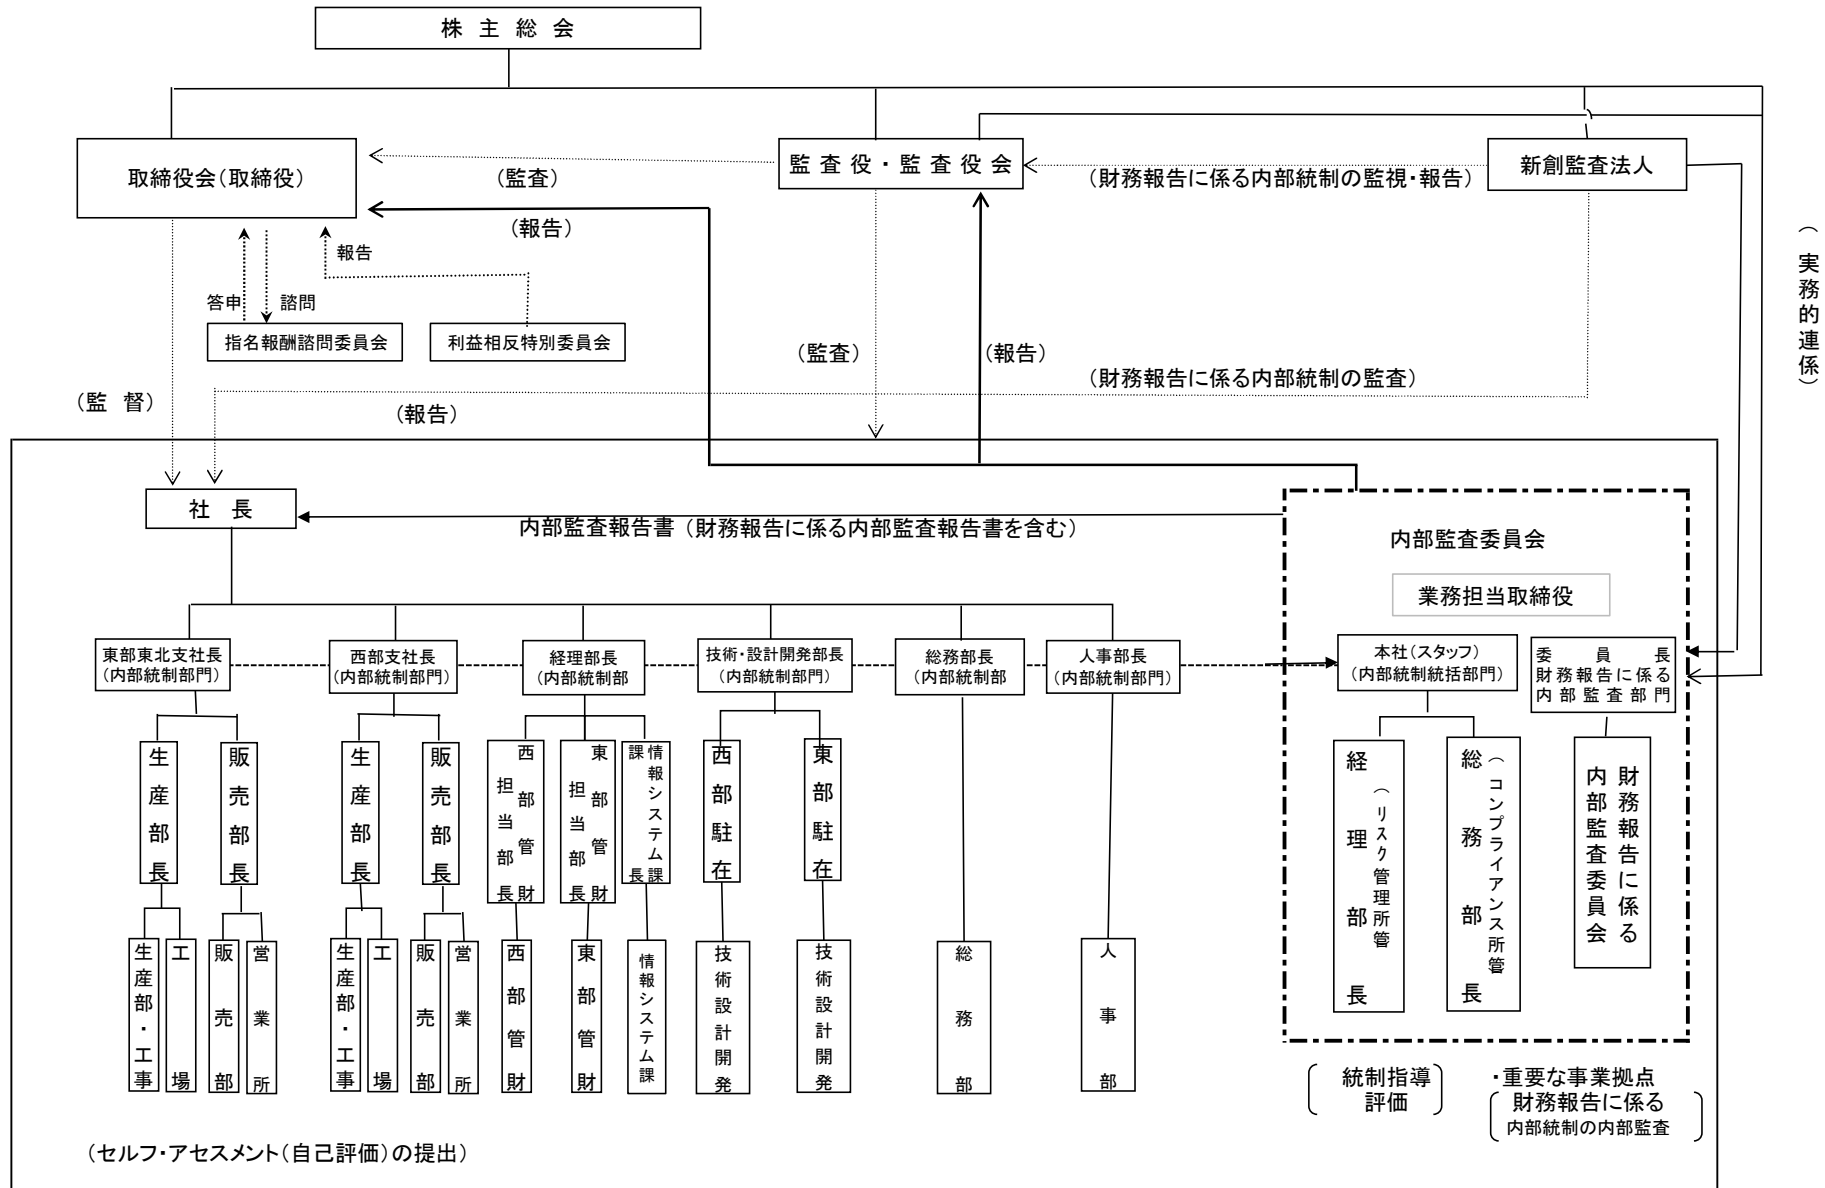 株主総会
取締役会（取締役）
監査役・監査役会
新創監査法人
（監査）
（財務報告に係る内部統制の監視・報告）
（報告）
報告
答申
諮問
指名報酬諮問委員会
利益相反特別委員会
（監査）
（報告）
（財務報告に係る内部統制の監査）
（監　督）
（報告）
（実務的連係）
社長
内部監査報告書（財務報告に係る内部監査報告書を含む）
内部監査委員会
業務担当取締役
東部東北支社長
（内部統制部門）
西部支社長
（内部統制部門）
経理部長
（内部統制部
技術・設計開発部長
（内部統制部門）
総務部長
（内部統制部
人事部長
（内部統制部門）
本社（スタッフ）
（内部統制統括部門）
委員長
財務報告に係る
内部監査部門
生産部長
販売部長
生産部長
販売部長
西部管財
担当部長
東部管財
担当部長
情報システム課
課長
西部駐在
東部駐在
経理部長
（リスク管理所管
総務部長
（コンプライアンス所管
財務報告に係る
内部監査委員会
生産部・工事
工場
販売部
営業所
生産部・工事
工場
販売部
営業所
西部管財
東部管財
情報システム課
技術設計開発
技術設計開発
総務部
人事部
統制指導
評価
・重要な事業拠点
財務報告に係る
内部統制の内部監査
（セルフ・アセスメント（自己評価）の提出）